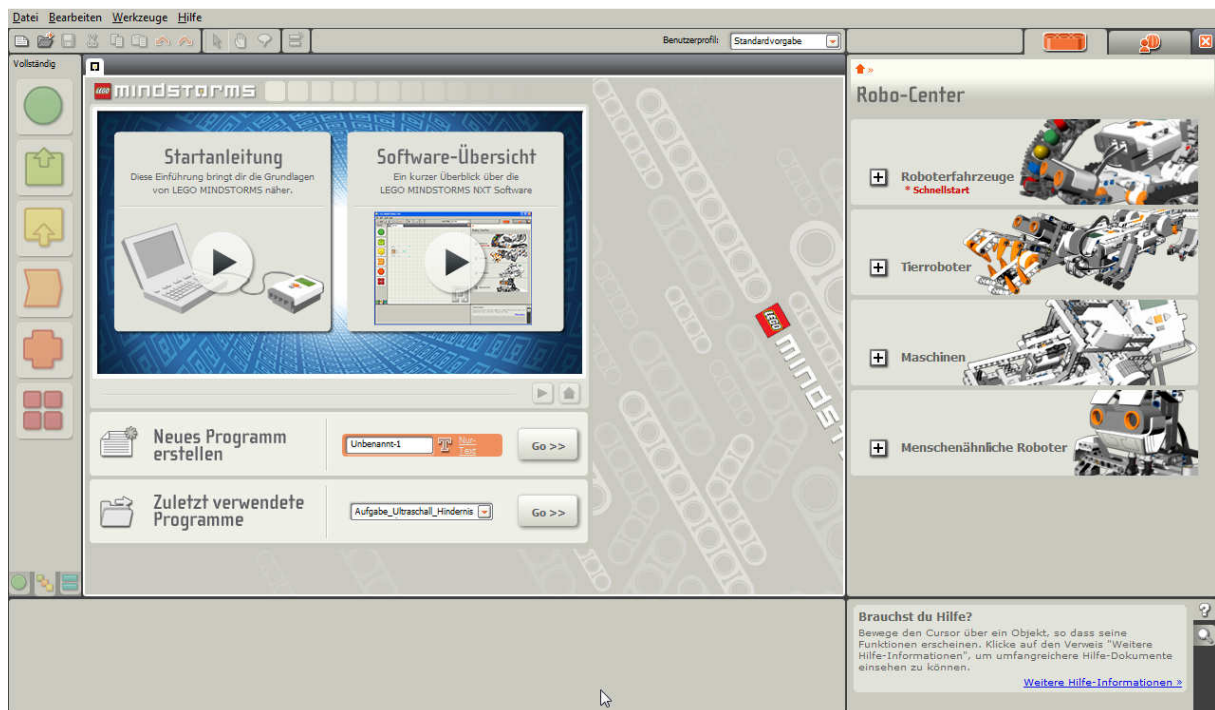 Datei Bearbeiten Werkzeuge Hilfe
Benutzerprofil: Standardvorgabe
Vollständig
LEGO mindstorms
Startanleitung
Diese Einführung bringt dir die Grundlagen
von LEGO MINDSTORMS näher.
Software-Übersicht
Ein kurzer Überblick über die
LEGO MINDSTORMS NXT Software
LEGO mindstorms
Neues Programm
erstellen
Unbenannt-1
Nur-
Text
Go >>
Zuletzt verwendete
Programme
Aufgabe_Ultraschall_Hindernis
Go >>
»
Robo-Center
Roboterfahrzeuge
* Schnellstart
Tierroboter
Maschinen
Menschenähnliche Roboter
Brauchst du Hilfe?
Bewege den Cursor über ein Objekt, so dass seine
Funktionen erscheinen. Klicke auf den Verweis "Weitere
Hilfe-Informationen", um umfangreichere Hilfe-Dokumente
einsehen zu können.
Weitere Hilfe-Informationen »